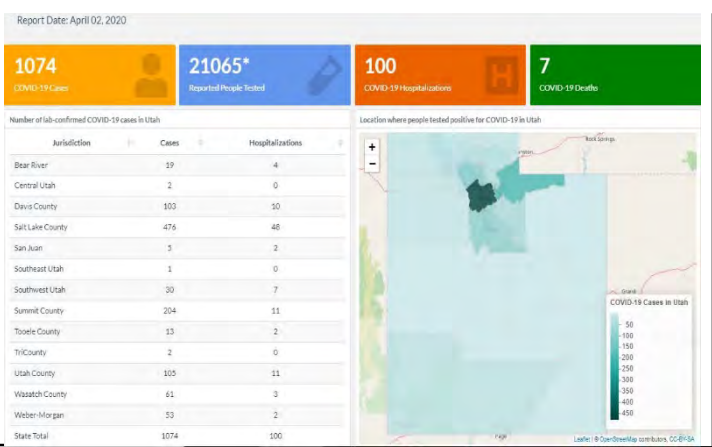 Report Date: April 02, 2020
1074
COVID-19 Cases
21065*
Reported People Tested
100
COVID-19 Hospitalizations
H
7
COVID-19 Deaths
Number of lab-confirmed COVID-19 cases in Utah
Jurisdiction Cases Hospitalizations
Bear River 19 4
Central Utah 2 0
Davis County 103 10
Salt Lake County 476 48
San Juan 5 2
Southeast Utah 1 0
Southwest Utah 30 7
Summit County 204 11
Tooele County 13 2
TriCounty 2 0
Utah County 105 11
Wasatch County 61 3
Weber-Morgan 53 2
State Total 1074 100
Location where people tested positive for COVID-19 in Utah
+
−
Rock Springs
Grand
COVID-19 Cases in Utah
50
100
150
200
250
300
350
400
450
Page
Leaflet | © OpenStreetMap contributors, CC-BY-SA